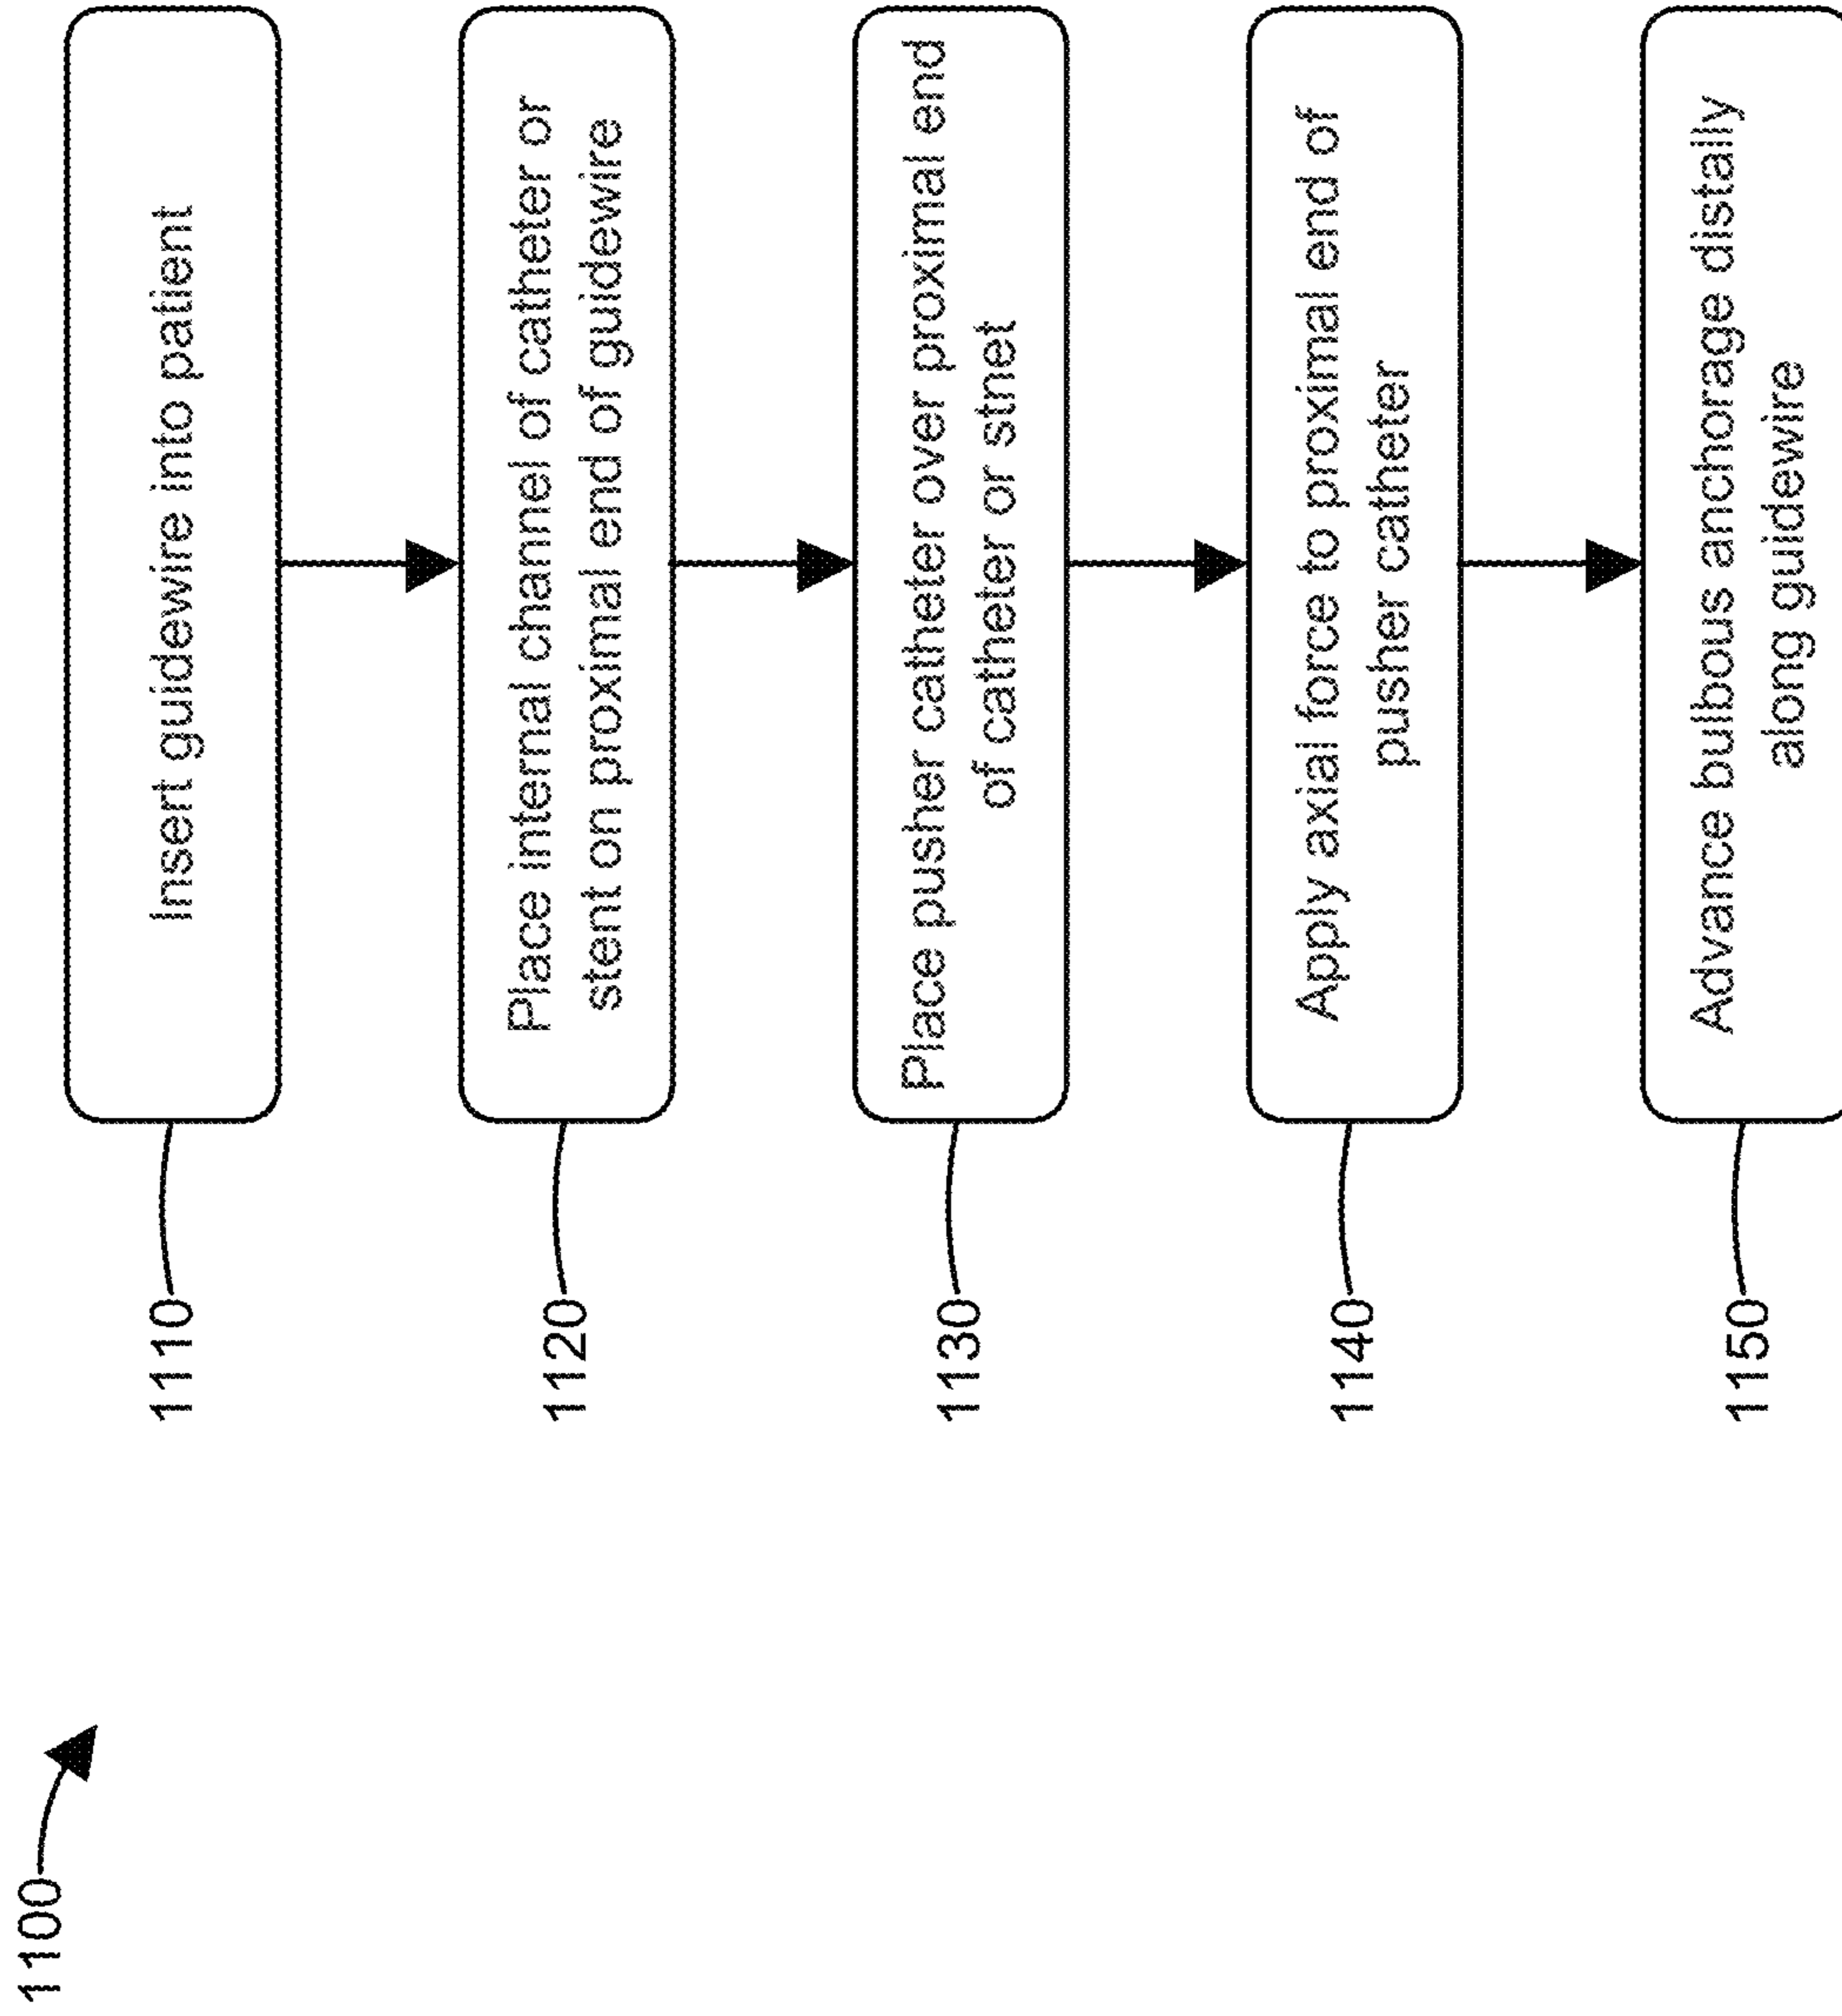 1100
1110
Insert guidewire into patient
1120
Place internal channel of catheter or
stent on proximal end of guidewire
1130
Place pusher catheter over proximal end
of catheter or stnet
1140
Apply axial force to proximal end of
pusher catheter
1150
Advance bulbous anchorage distally
along guidewire